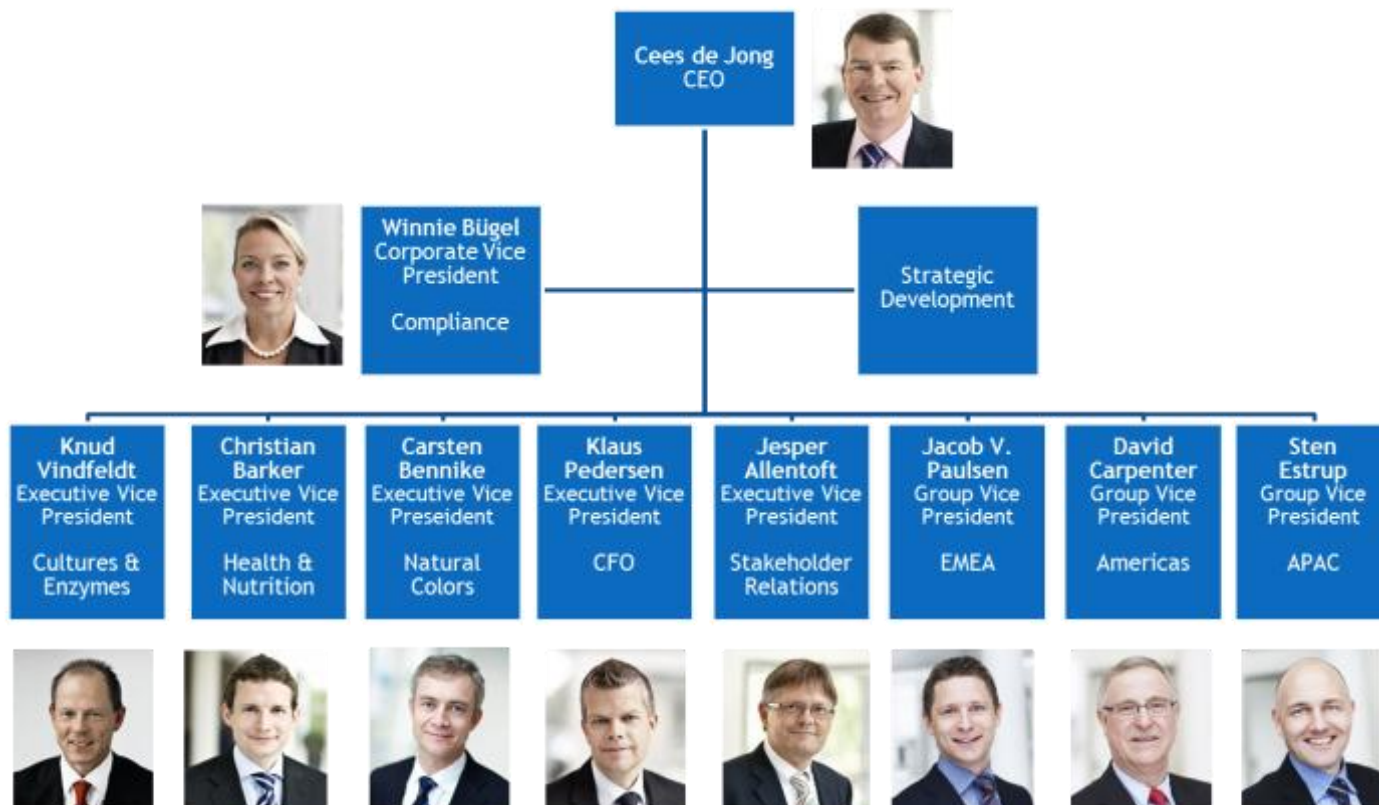 Cees de Jong
CEO
Winnie Bügel
Corporate Vice
President
Compliance
Strategic
Development
Knud
Vindfeldt
Executive Vice
President
Cultures &
Enzymes
Christian
Barker
Executive Vice
President
Health &
Nutrition
Carsten
Bennike
Executive Vice
Preseident
Natural
Colors
Klaus
Pedersen
Executive Vice
President
CFO
Jesper
Allentoft
Executive Vice
President
Stakeholder
Relations
Jacob V.
Paulsen
Group Vice
President
EMEA
David
Carpenter
Group Vice
President
Americas
Sten
Estrup
Group Vice
President
APAC